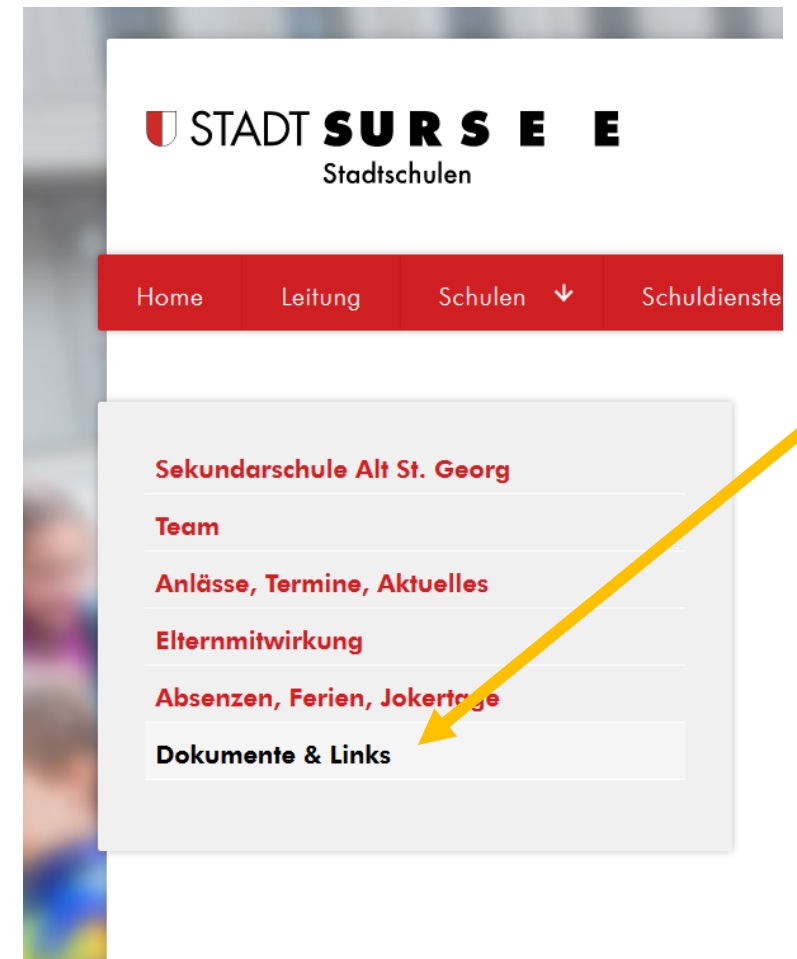 STADT SURSEE
Stadtschulen
Home Leitung Schulen Schuldienste
Sekundarschule Alt St. Georg
Team
Anlässe, Termine, Aktuelles
Elternmitwirkung
Absenzen, Ferien, Jokertage
Dokumente & Links